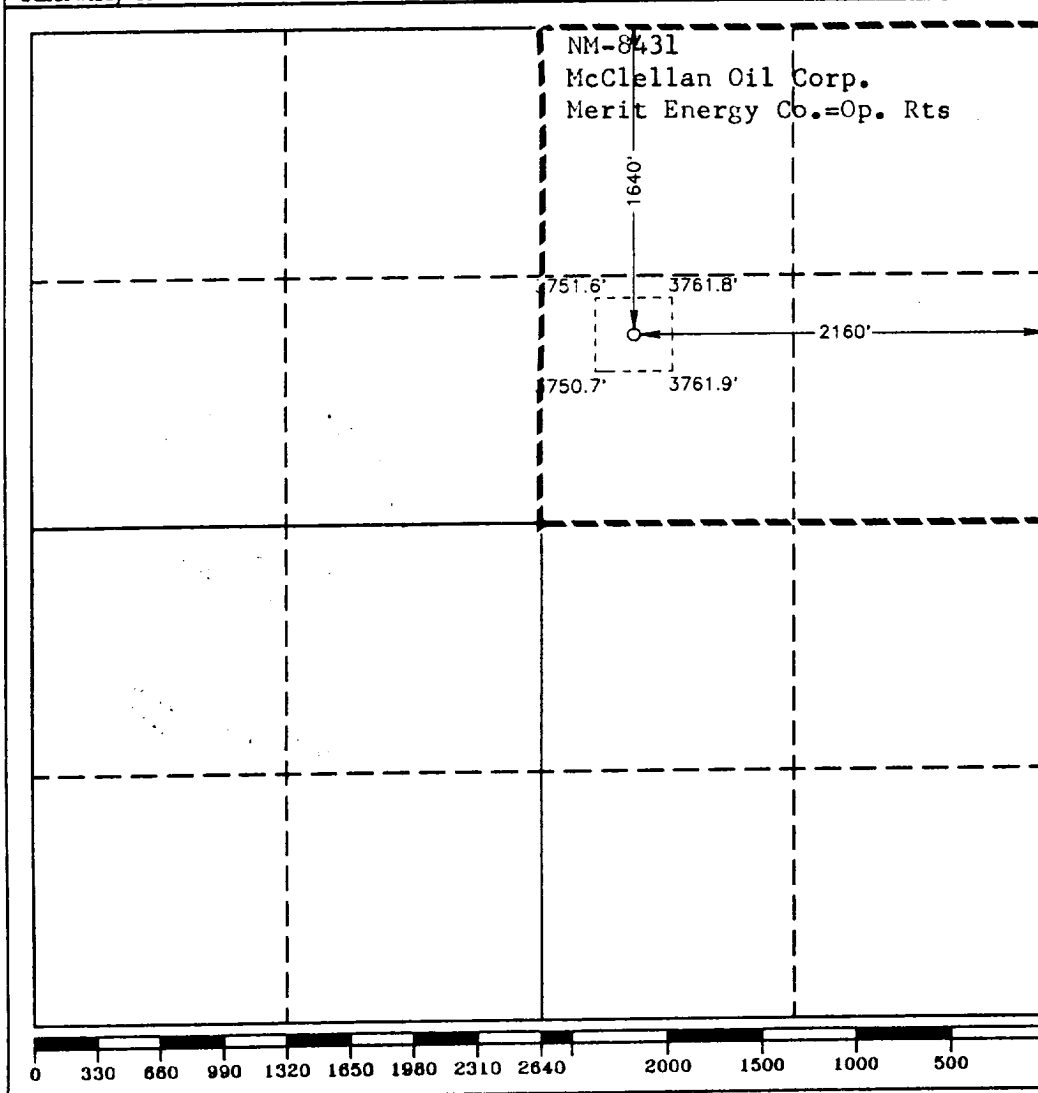 NM-8431
McClellan Oil Corp.
Merit Energy Co.=Op. Rts
1640'
3751.6' 3761.8'
2160'
3750.7' 3761.9'
0 330 660 990 1320 1650 1980 2310 2640 2000 1500 1000 500